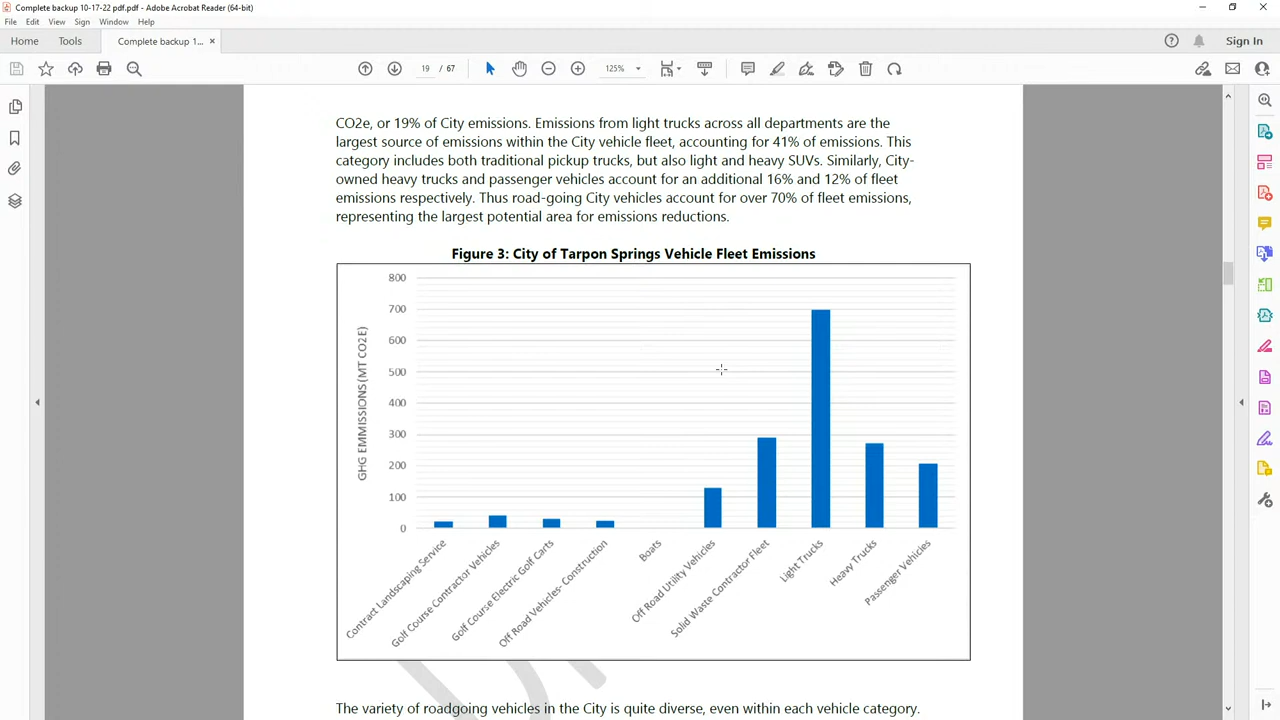 Complete backup 10-17-22 pdf.pdf - Adobe Acrobat Reader (64-bit)
File Edit View Sign Window Help
Home Tools Complete backup 1... × Sign In
19 / 67 125%
CO2e, or 19% of City emissions. Emissions from light trucks across all departments are the
largest source of emissions within the City vehicle fleet, accounting for 41% of emissions. This
category includes both traditional pickup trucks, but also light and heavy SUVs. Similarly, City-
owned heavy trucks and passenger vehicles account for an additional 16% and 12% of fleet
emissions respectively. Thus road-going City vehicles account for over 70% of fleet emissions,
representing the largest potential area for emissions reductions.
Figure 3: City of Tarpon Springs Vehicle Fleet Emissions
GHG EMMISSIONS (MT CO2E)
800
700
600
500
400
300
200
100
0
Contract Landscaping Service
Golf Course Contractor Vehicles
Golf Course Electric Golf Carts
Off Road Vehicles- Construction
Boats
Off Road Utility Vehicles
Solid Waste Contractor Fleet
Light Trucks
Heavy Trucks
Passenger Vehicles
The variety of roadgoing vehicles in the City is quite diverse, even within each vehicle category.